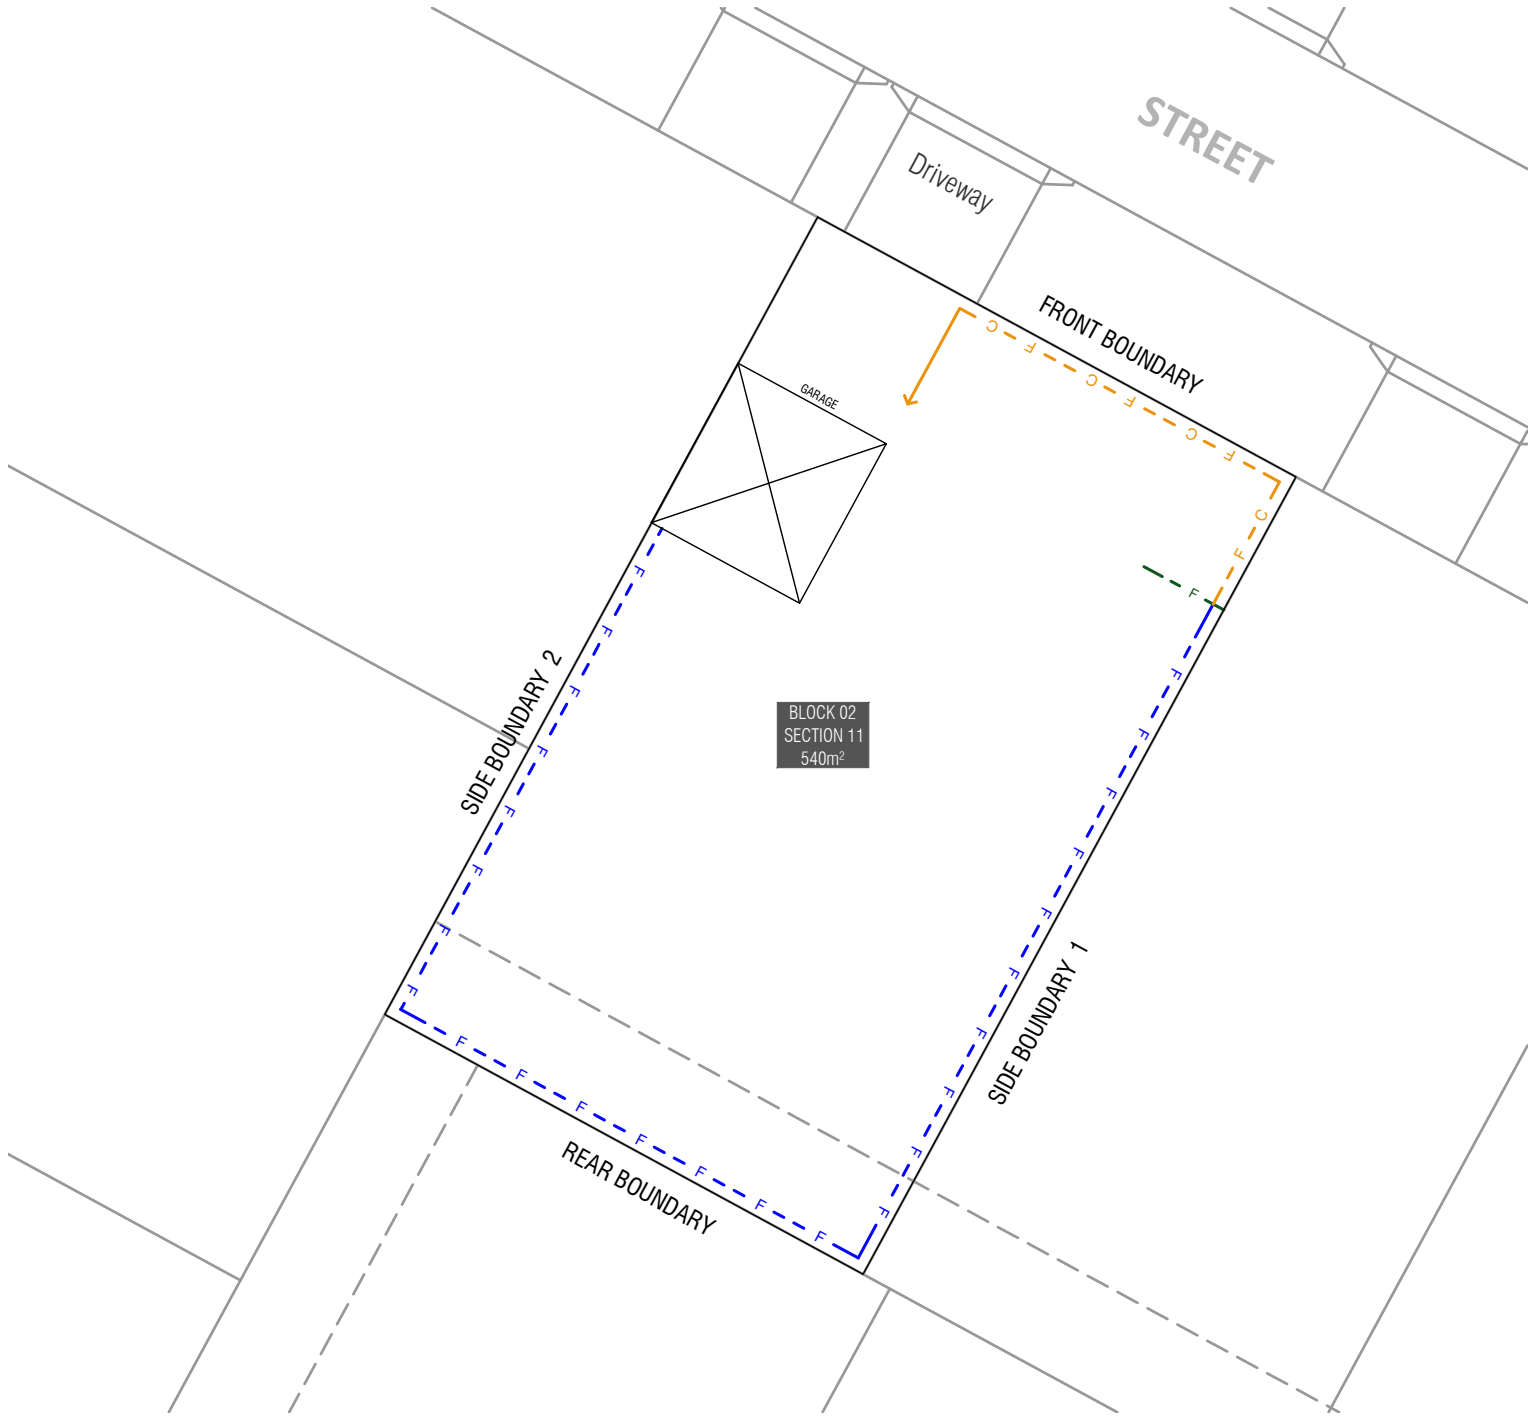 STREET
Driveway
FRONT BOUNDARY
C F C F C F
C F
GARAGE
F
SIDE BOUNDARY 2
F F F F F F F F
BLOCK 02
SECTION 11
540m²
F F F F F F F F F F
SIDE BOUNDARY 1
F F F F F F F
REAR BOUNDARY